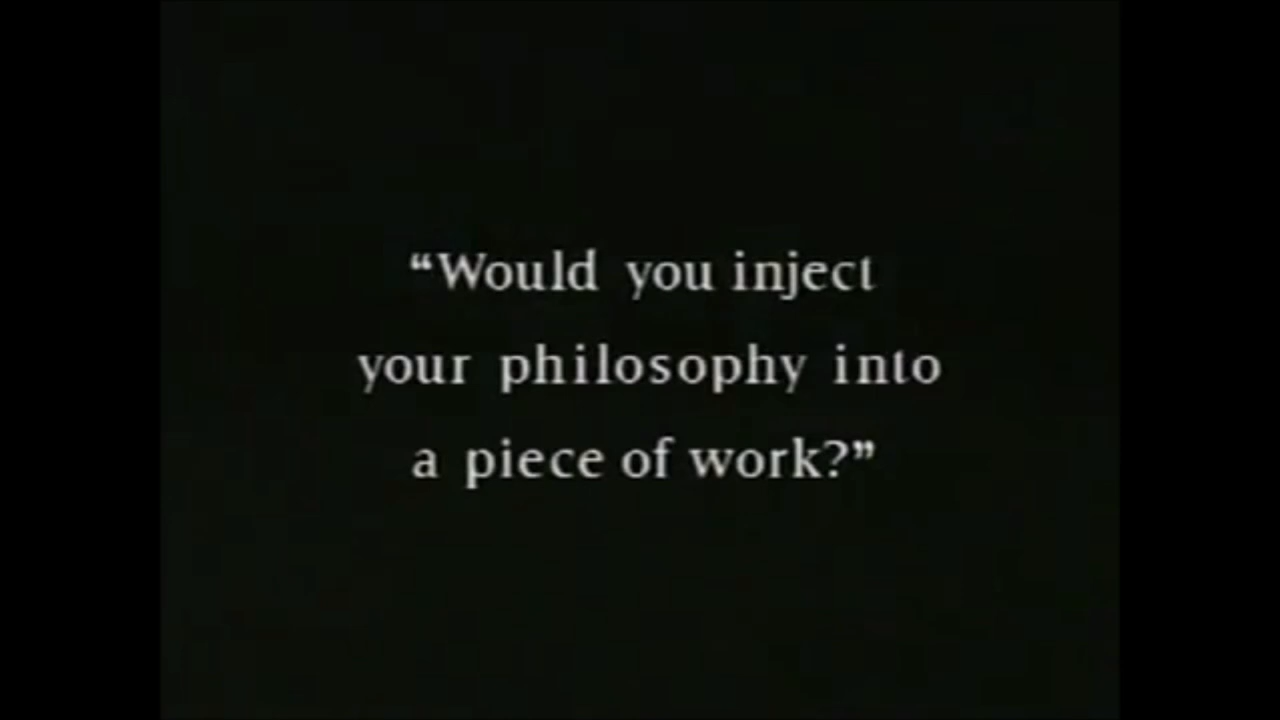 “Would you inject
your philosophy into
a piece of work?”